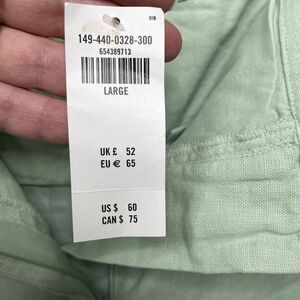 149-440-0328-300
654389713
LARGE
UK £ 52
EU € 65
US $ 60
CAN $ 75